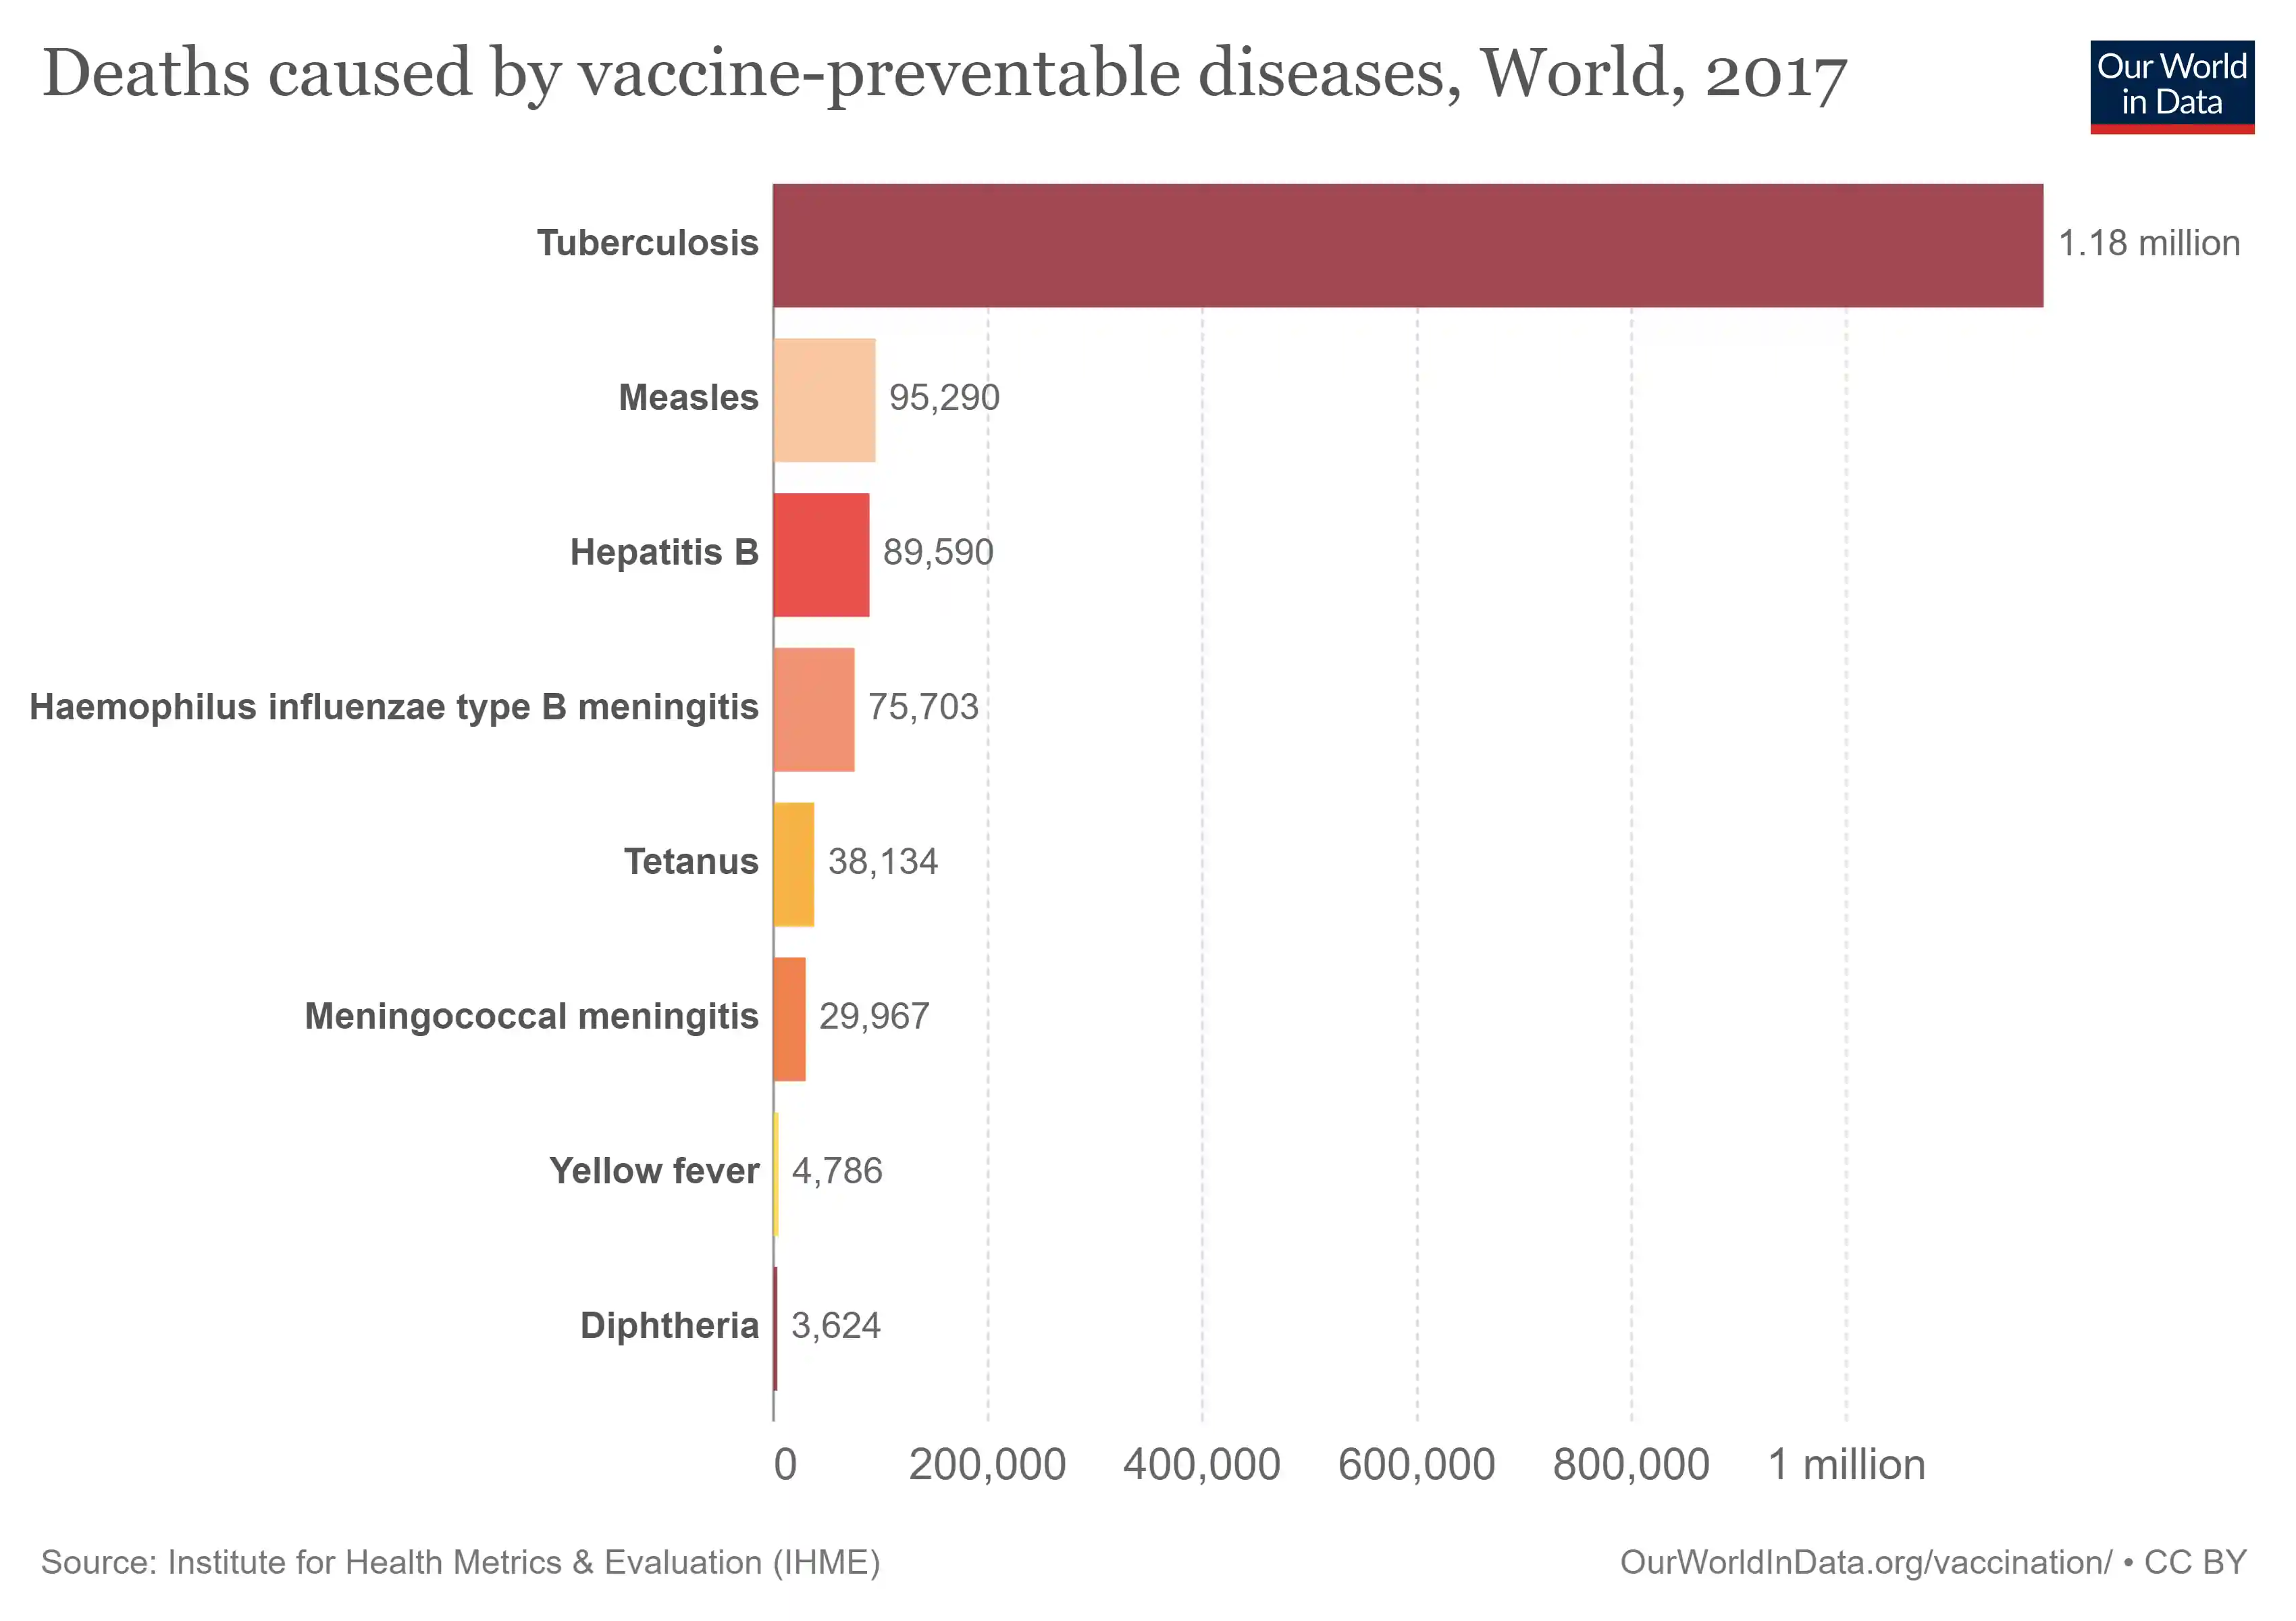 Deaths caused by vaccine-preventable diseases, World, 2017
Our World
in Data
Tuberculosis
1.18 million
Measles
95,290
Hepatitis B
89,590
Haemophilus influenzae type B meningitis
75,703
Tetanus
38,134
Meningococcal meningitis
29,967
Yellow fever
4,786
Diphtheria
3,624
0 200,000 400,000 600,000 800,000 1 million
Source: Institute for Health Metrics & Evaluation (IHME)
OurWorldInData.org/vaccination/ • CC BY